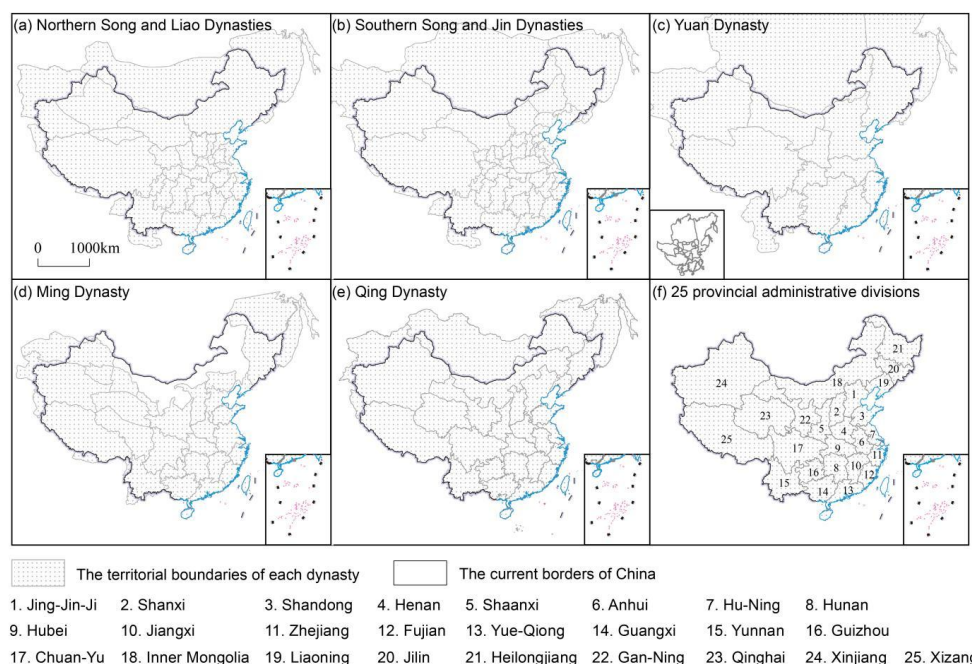 (a) Northern Song and Liao Dynasties
(b) Southern Song and Jin Dynasties
(c) Yuan Dynasty
0 1000km
(d) Ming Dynasty
(e) Qing Dynasty
(f) 25 provincial administrative divisions
21
20
24
18
19
1
23
22
2
3
5
4
7
25
17
9
6
11
16
8
10
12
15
14
13
The territorial boundaries of each dynasty
The current borders of China
1. Jing-Jin-Ji 2. Shanxi 3. Shandong 4. Henan 5. Shaanxi 6. Anhui 7. Hu-Ning 8. Hunan
9. Hubei 10. Jiangxi 11. Zhejiang 12. Fujian 13. Yue-Qiong 14. Guangxi 15. Yunnan 16. Guizhou
17. Chuan-Yu 18. Inner Mongolia 19. Liaoning 20. Jilin 21. Heilongjiang 22. Gan-Ning 23. Qinghai 24. Xinjiang 25. Xizang